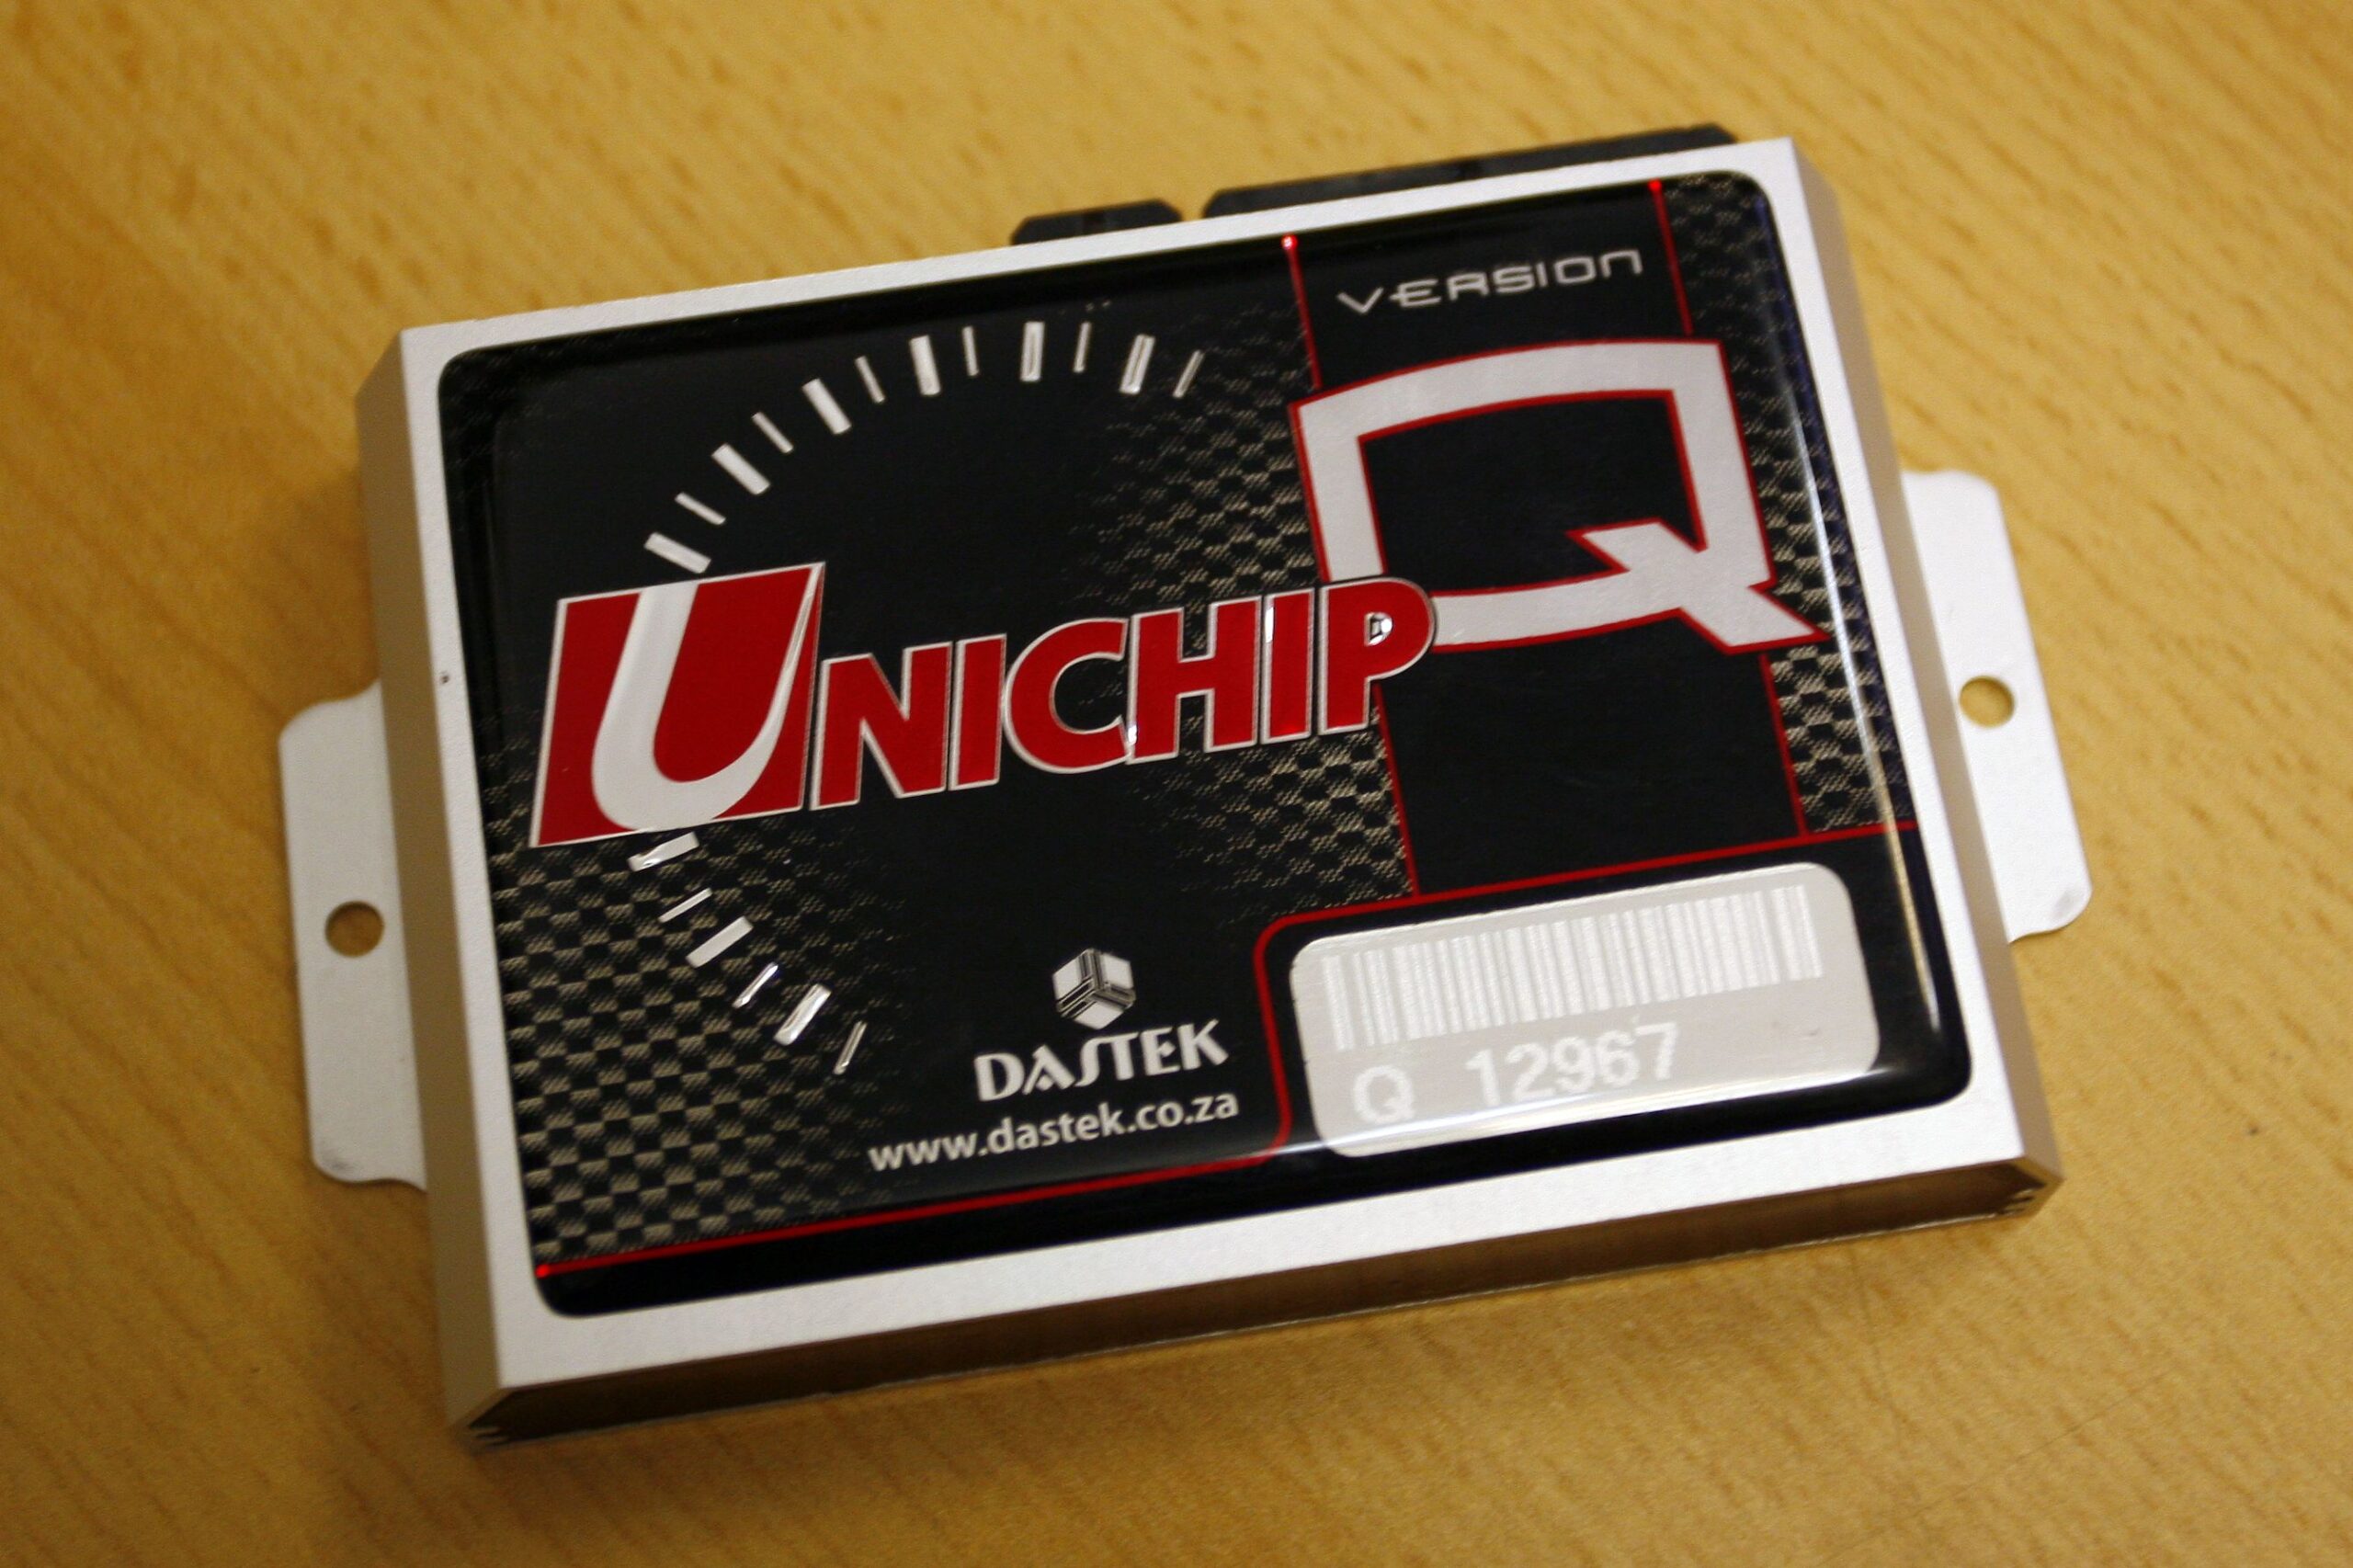 VERSION
Q
UNICHIP
DASTEK
www.dastek.co.za
Q 12967